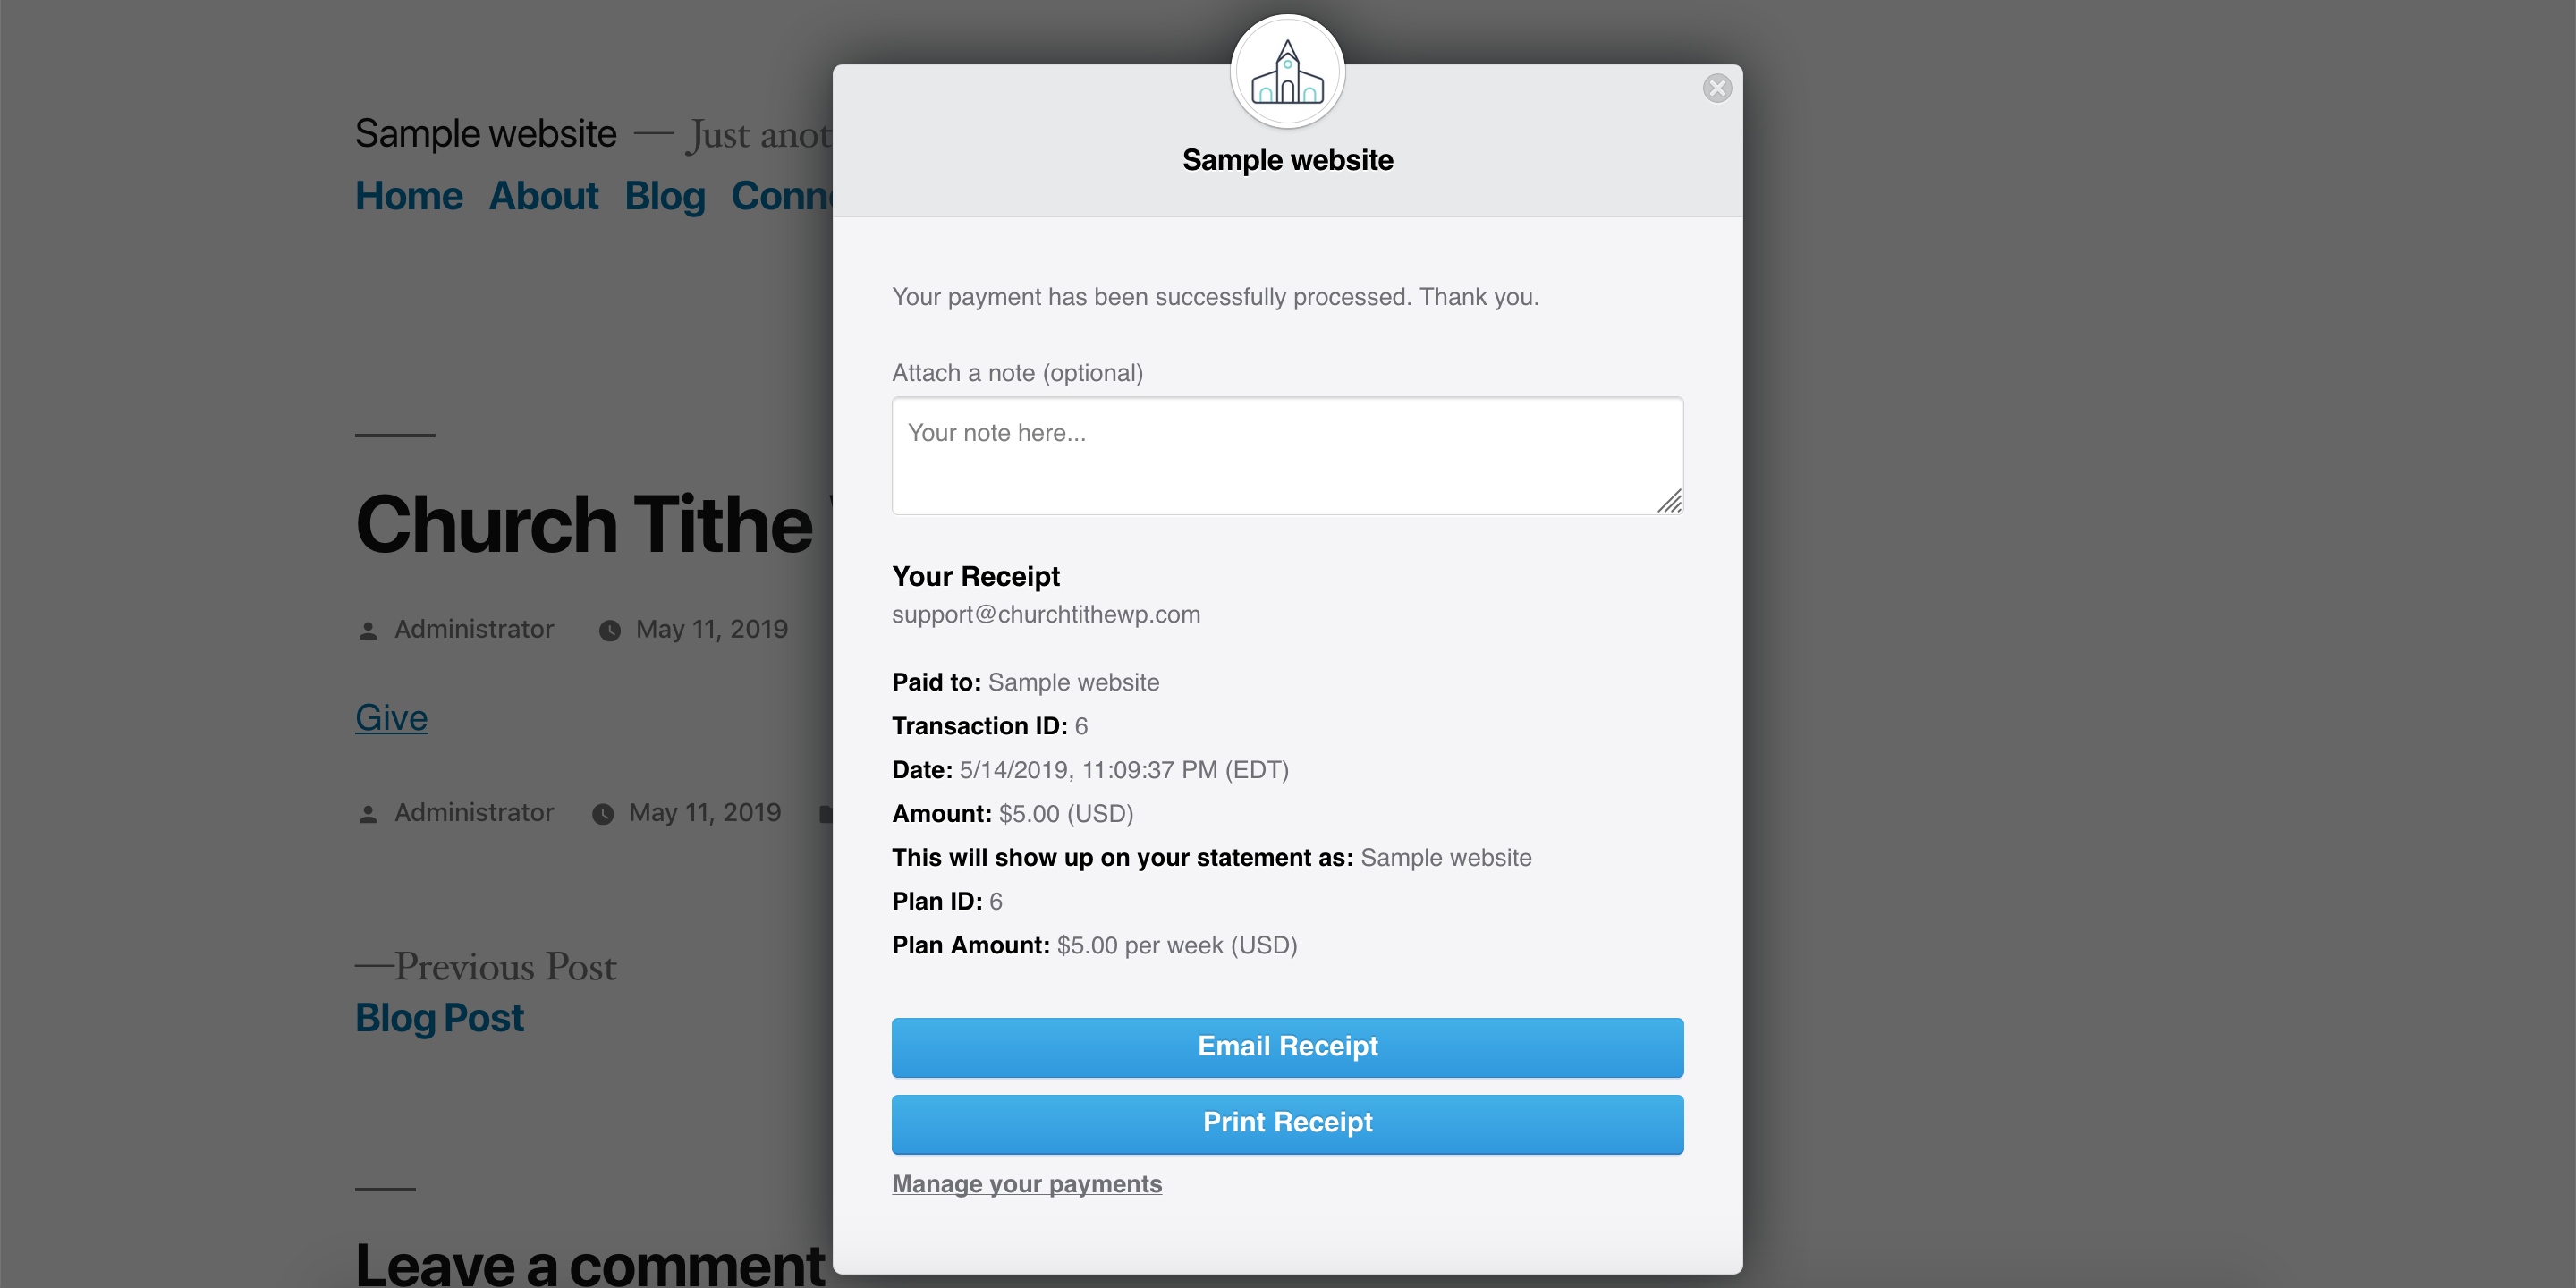 Sample website — Just anot
Home About Blog Conn
Church Tithe
Administrator May 11, 2019
Give
Administrator May 11, 2019
—Previous Post
Blog Post
Leave a comment
Sample website
Your payment has been successfully processed. Thank you.
Attach a note (optional)
Your note here...
Your Receipt
support@churchtithewp.com
Paid to: Sample website
Transaction ID: 6
Date: 5/14/2019, 11:09:37 PM (EDT)
Amount: $5.00 (USD)
This will show up on your statement as: Sample website
Plan ID: 6
Plan Amount: $5.00 per week (USD)
Email Receipt
Print Receipt
Manage your payments